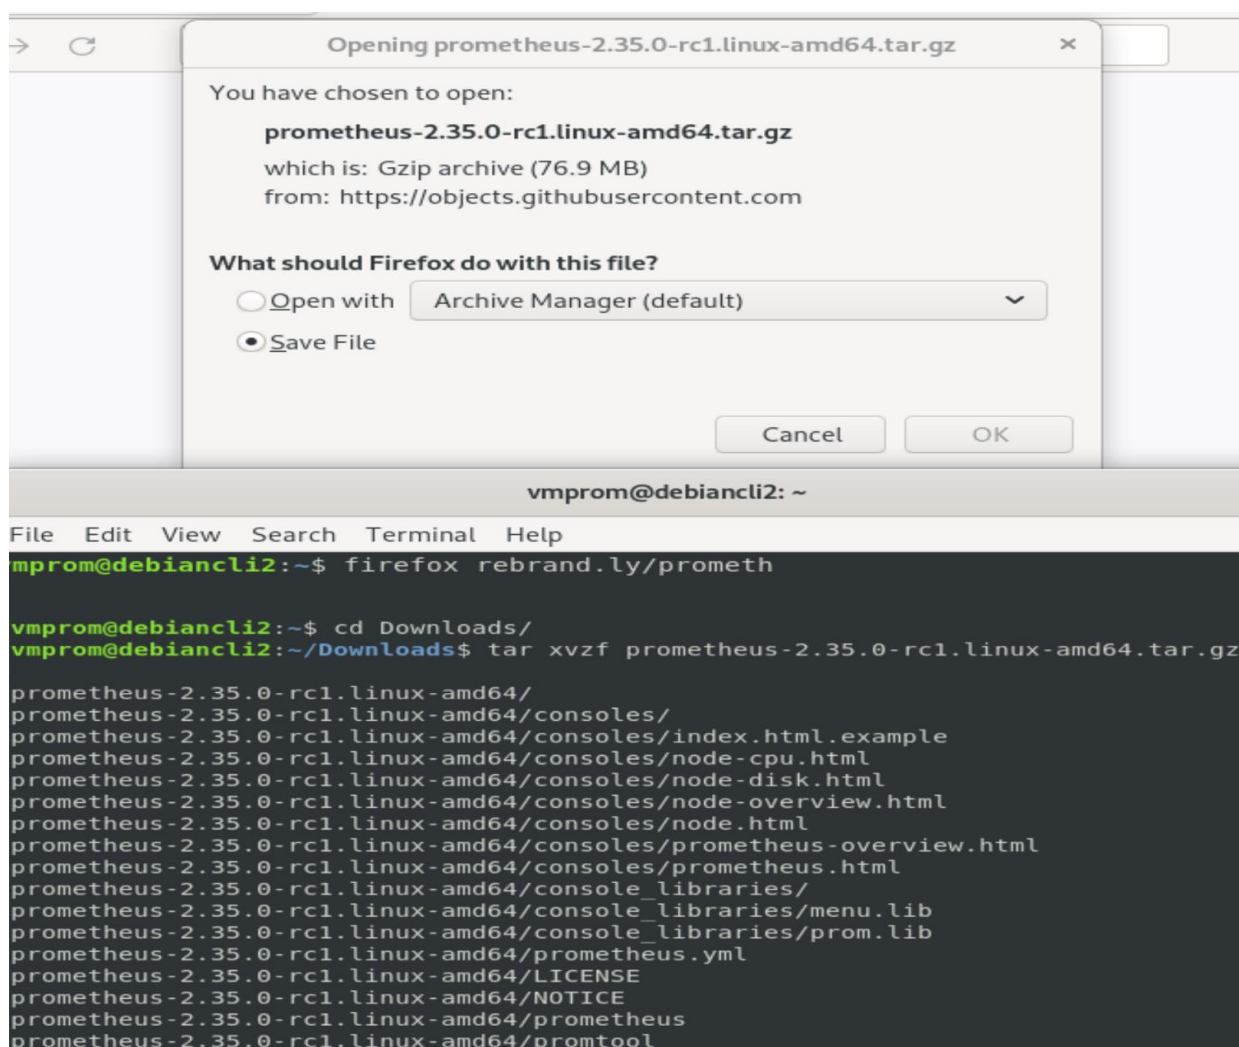 Opening prometheus-2.35.0-rc1.linux-amd64.tar.gz
You have chosen to open:
prometheus-2.35.0-rc1.linux-amd64.tar.gz
which is: Gzip archive (76.9 MB)
from: https://objects.githubusercontent.com
What should Firefox do with this file?
Open with Archive Manager (default)
Save File
Cancel OK
vmprom@debiancli2: ~
File Edit View Search Terminal Help
mprom@debiancli2:~$ firefox rebrand.ly/prometh
vmprom@debiancli2:~$ cd Downloads/
vmprom@debiancli2:~/Downloads$ tar xvzf prometheus-2.35.0-rc1.linux-amd64.tar.gz
prometheus-2.35.0-rc1.linux-amd64/
prometheus-2.35.0-rc1.linux-amd64/consoles/
prometheus-2.35.0-rc1.linux-amd64/consoles/index.html.example
prometheus-2.35.0-rc1.linux-amd64/consoles/node-cpu.html
prometheus-2.35.0-rc1.linux-amd64/consoles/node-disk.html
prometheus-2.35.0-rc1.linux-amd64/consoles/node-overview.html
prometheus-2.35.0-rc1.linux-amd64/consoles/node.html
prometheus-2.35.0-rc1.linux-amd64/consoles/prometheus-overview.html
prometheus-2.35.0-rc1.linux-amd64/consoles/prometheus.html
prometheus-2.35.0-rc1.linux-amd64/console_libraries/
prometheus-2.35.0-rc1.linux-amd64/console_libraries/menu.lib
prometheus-2.35.0-rc1.linux-amd64/console_libraries/prom.lib
prometheus-2.35.0-rc1.linux-amd64/prometheus.yml
prometheus-2.35.0-rc1.linux-amd64/LICENSE
prometheus-2.35.0-rc1.linux-amd64/NOTICE
prometheus-2.35.0-rc1.linux-amd64/prometheus
prometheus-2.35.0-rc1.linux-amd64/promtool